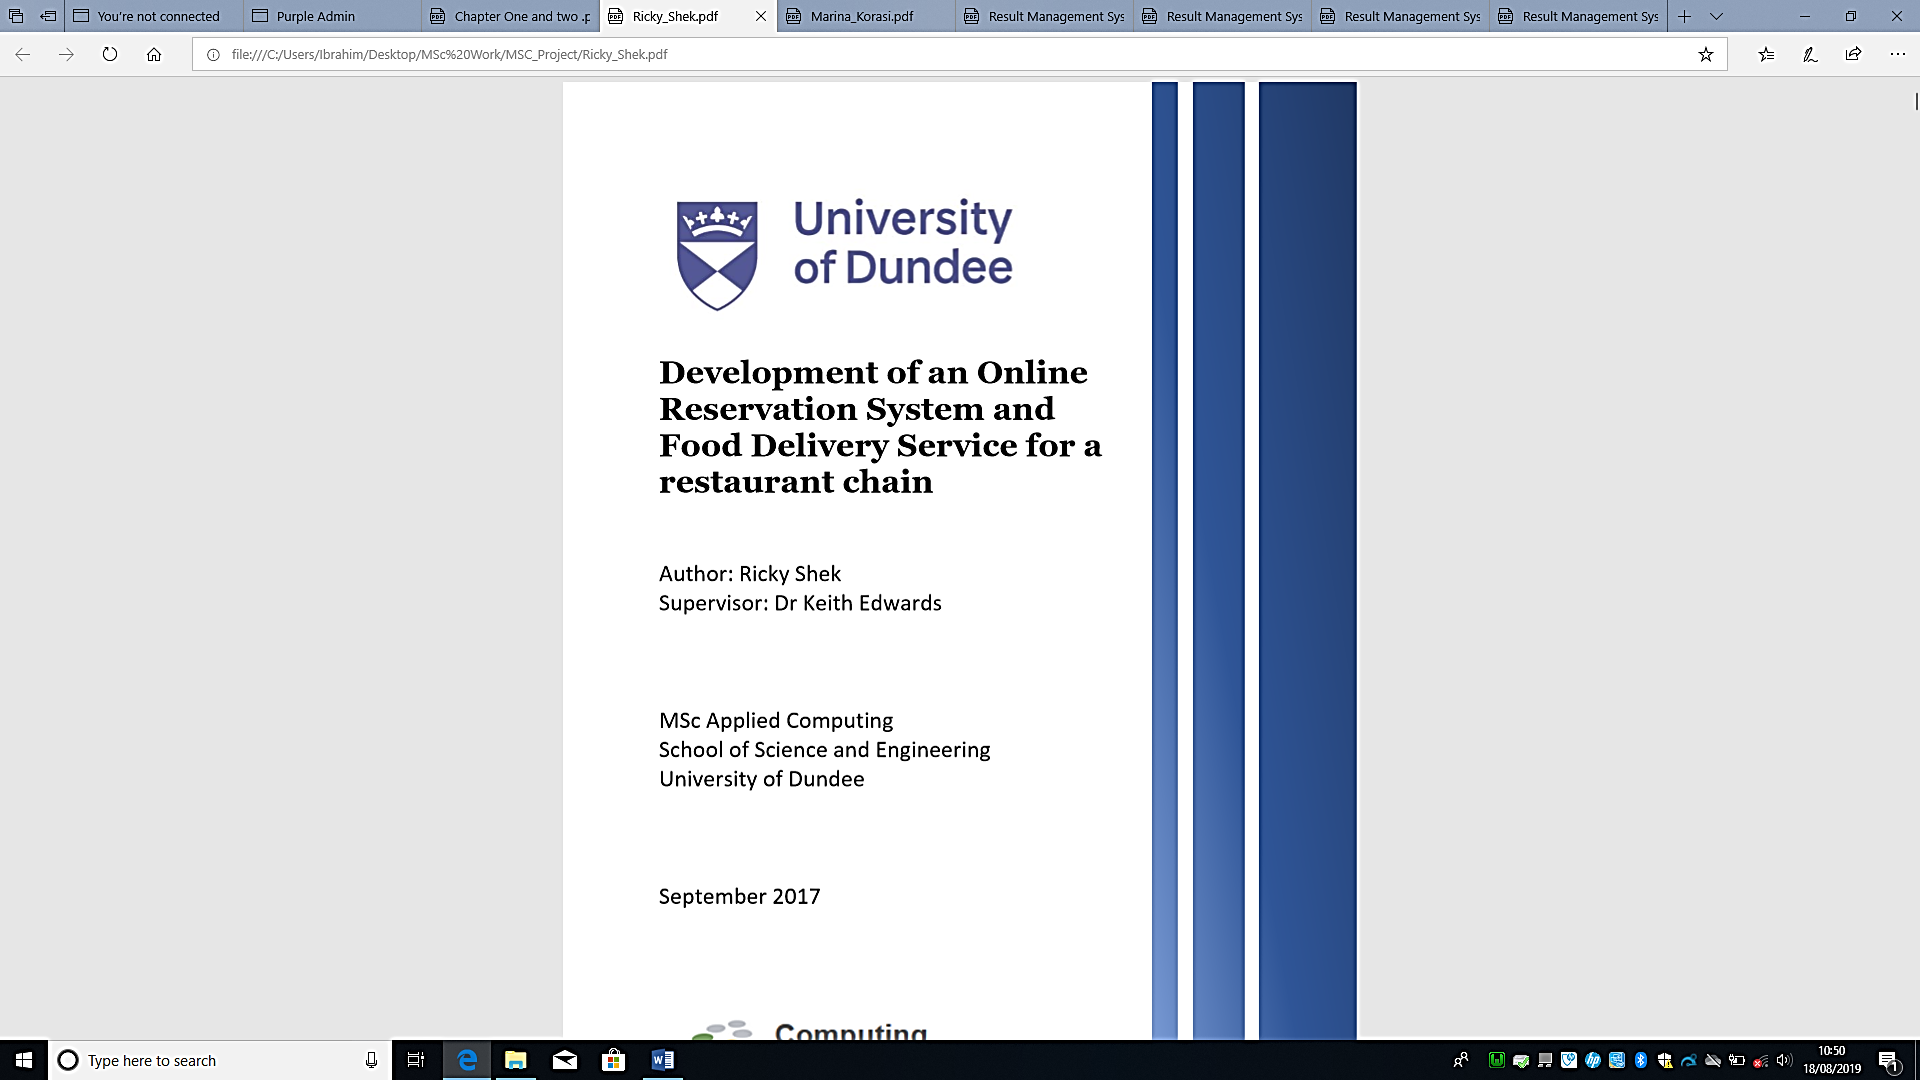 You're not connected
Purple Admin
Chapter One and two .p
Ricky_Shek.pdf
Marina_Korasi.pdf
Result Management Sys
Result Management Sys
Result Management Sys
Result Management Sys
file:///C:/Users/Ibrahim/Desktop/MSc%20Work/MSC_Project/Ricky_Shek.pdf
University
of Dundee
Development of an Online
Reservation System and
Food Delivery Service for a
restaurant chain
Author: Ricky Shek
Supervisor: Dr Keith Edwards
MSc Applied Computing
School of Science and Engineering
University of Dundee
September 2017
Computing
Type here to search
10:50
18/08/2019
1